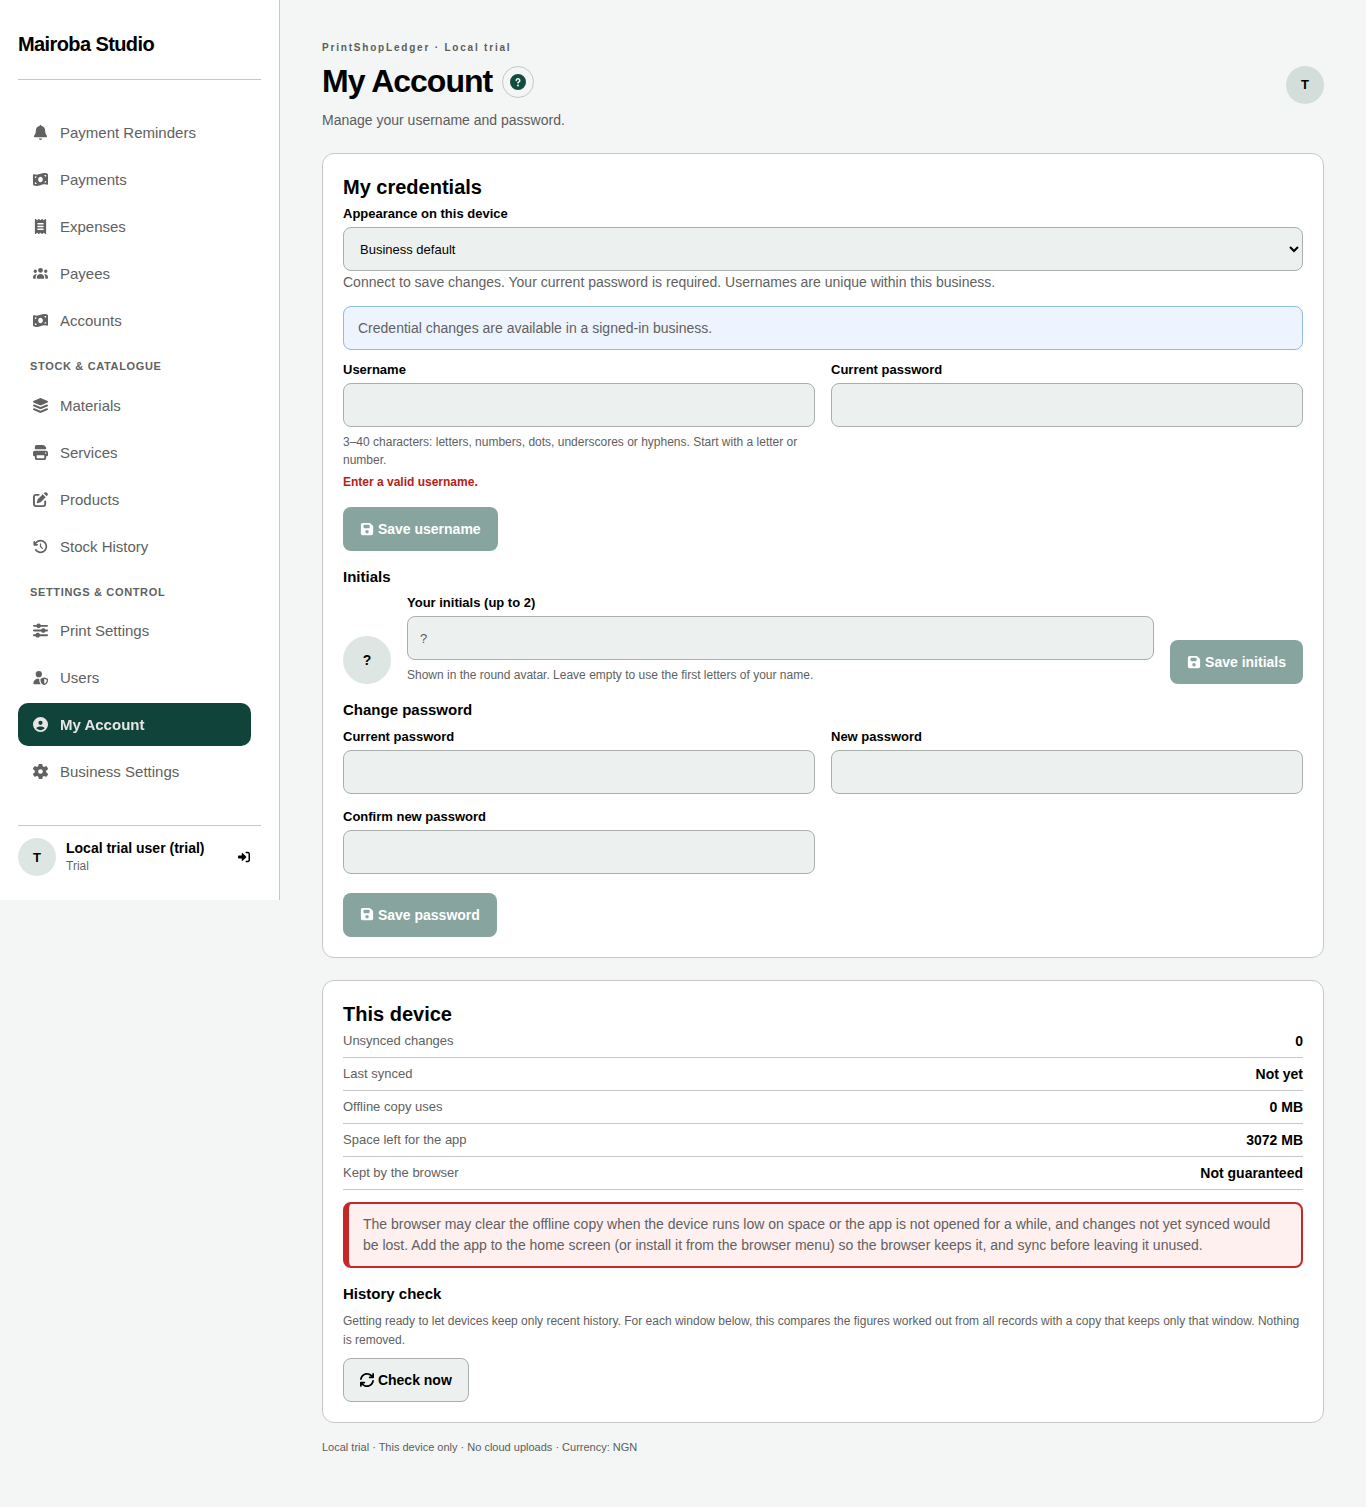 Mairoba Studio
Payment Reminders
Payments
Expenses
Payees
Accounts
STOCK & CATALOGUE
Materials
Services
Products
Stock History
SETTINGS & CONTROL
Print Settings
Users
My Account
Business Settings
T
Local trial user (trial)
Trial
PrintShopLedger · Local trial
My Account
?
T
Manage your username and password.
My credentials
Appearance on this device
Business default
Connect to save changes. Your current password is required. Usernames are unique within this business.
Credential changes are available in a signed-in business.
Username
Current password
3–40 characters: letters, numbers, dots, underscores or hyphens. Start with a letter or
number.
Enter a valid username.
Save username
Initials
Your initials (up to 2)
?
?
Shown in the round avatar. Leave empty to use the first letters of your name.
Save initials
Change password
Current password
New password
Confirm new password
Save password
This device
Unsynced changes 0
Last synced Not yet
Offline copy uses 0 MB
Space left for the app 3072 MB
Kept by the browser Not guaranteed
The browser may clear the offline copy when the device runs low on space or the app is not opened for a while, and changes not yet synced would
be lost. Add the app to the home screen (or install it from the browser menu) so the browser keeps it, and sync before leaving it unused.
History check
Getting ready to let devices keep only recent history. For each window below, this compares the figures worked out from all records with a copy that keeps only that window. Nothing
is removed.
Check now
Local trial · This device only · No cloud uploads · Currency: NGN